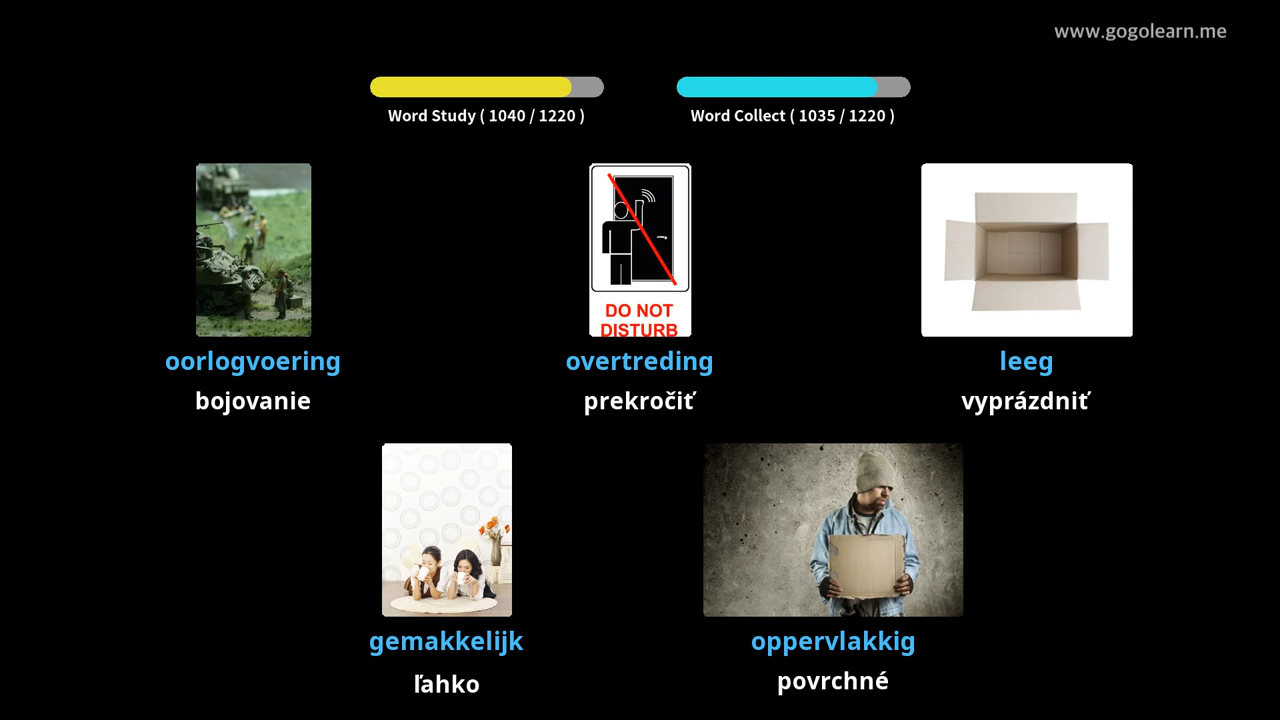 www.gogolearn.me
Word Study ( 1040 / 1220 )
Word Collect ( 1035 / 1220 )
DO NOT
DISTURB
oorlogvoering
overtreding
leeg
bojovanie
prekročiť
vyprázdniť
gemakkelijk
oppervlakkig
ľahko
povrchné